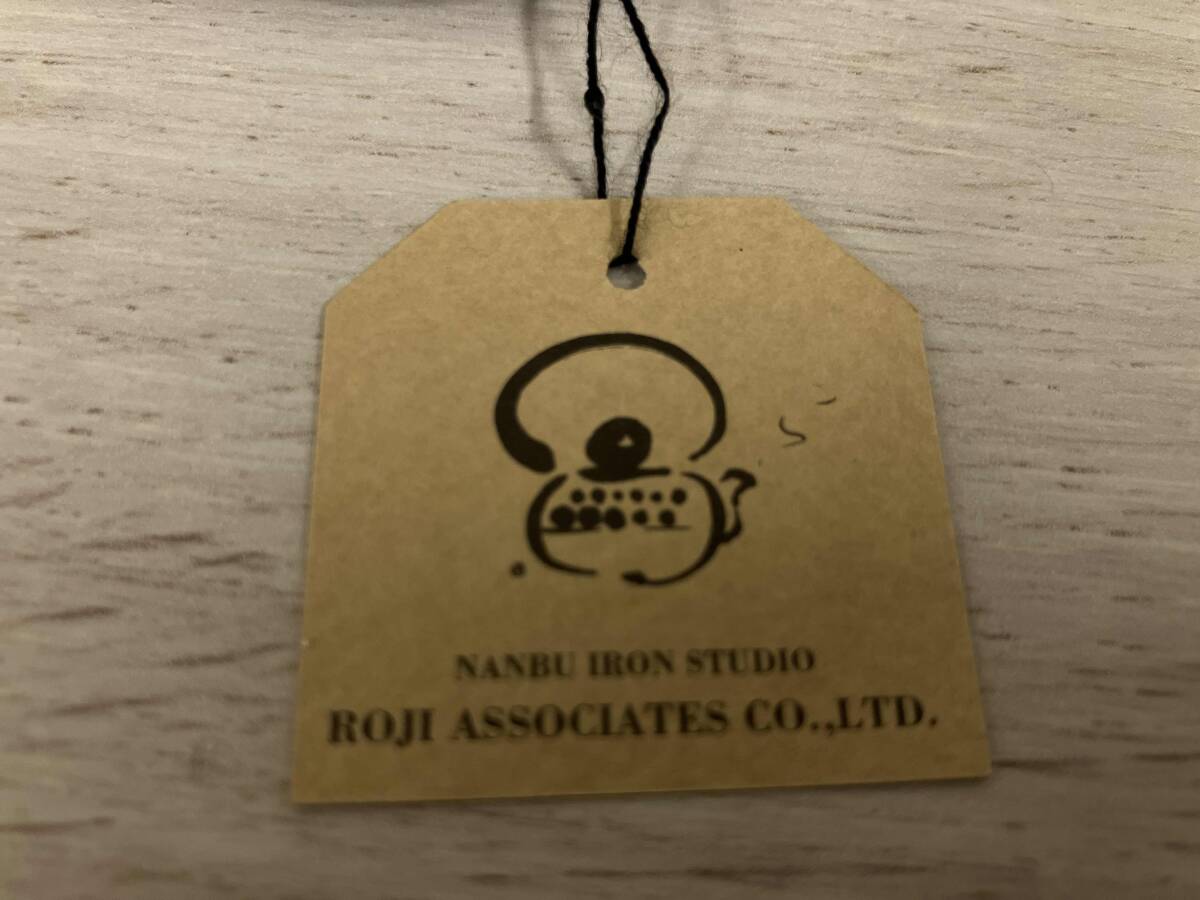 NANBU IRON STUDIO
ROJI ASSOCIATES CO.,LTD.